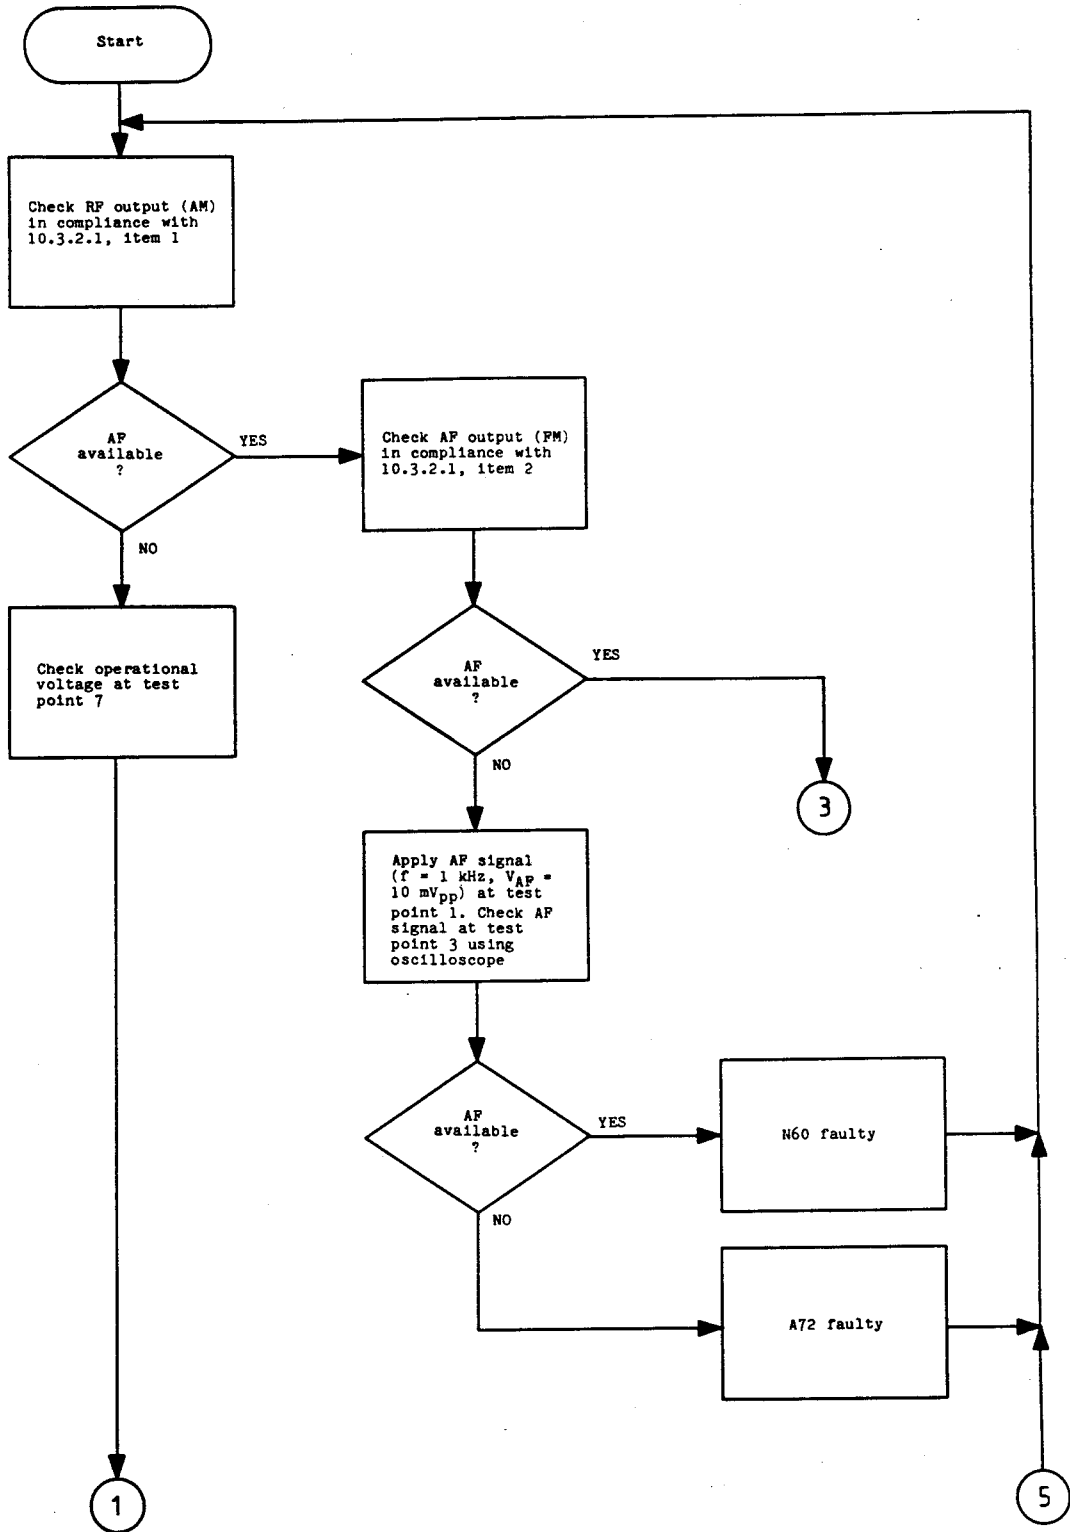 Start
Check RF output (AM)
in compliance with
10.3.2.1, item 1
AF
available
?
YES
NO
Check AF output (FM)
in compliance with
10.3.2.1, item 2
Check operational
voltage at test
point 7
AF
available
?
YES
NO
3
Apply AF signal
(f = 1 kHz, VAF =
10 mVpp) at test
point 1. Check AF
signal at test
point 3 using
oscilloscope
AF
available
?
YES
NO
N60 faulty
A72 faulty
1
5